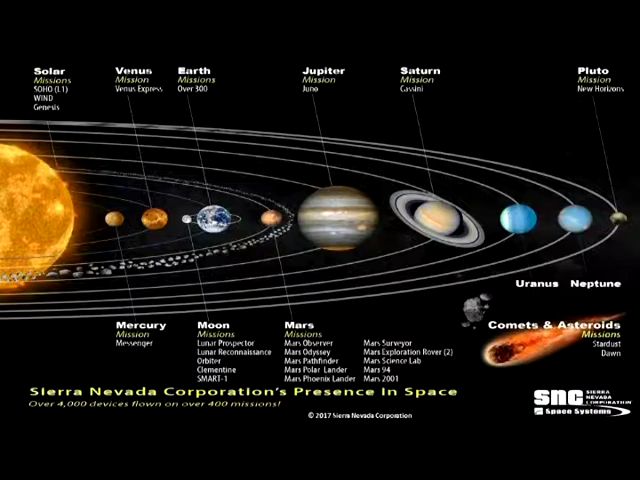 Solar
Missions
SOHO (L1)
WIND
Genesis
Venus
Mission
Venus Express
Earth
Mission
Over 300
Jupiter
Mission
Juno
Saturn
Mission
Cassini
Pluto
Mission
New Horizons
Uranus Neptune
Mercury
Mission
Messenger
Moon
Missions
Lunar Prospector
Lunar Reconnaissance
Orbiter
Clementine
SMART-1
Mars
Missions
Mars Observer
Mars Odyssey
Mars Pathfinder
Mars Polar Lander
Mars Phoenix Lander
Mars Surveyor
Mars Exploration Rover (2)
Mars Science Lab
Mars 94
Mars 2001
Comets & Asteroids
Missions
Stardust
Dawn
Sierra Nevada Corporation's Presence in Space
Over 4,000 devices flown on over 400 missions!
© 2017 Sierra Nevada Corporation
SNC SIERRA
NEVADA
CORPORATION
Space Systems